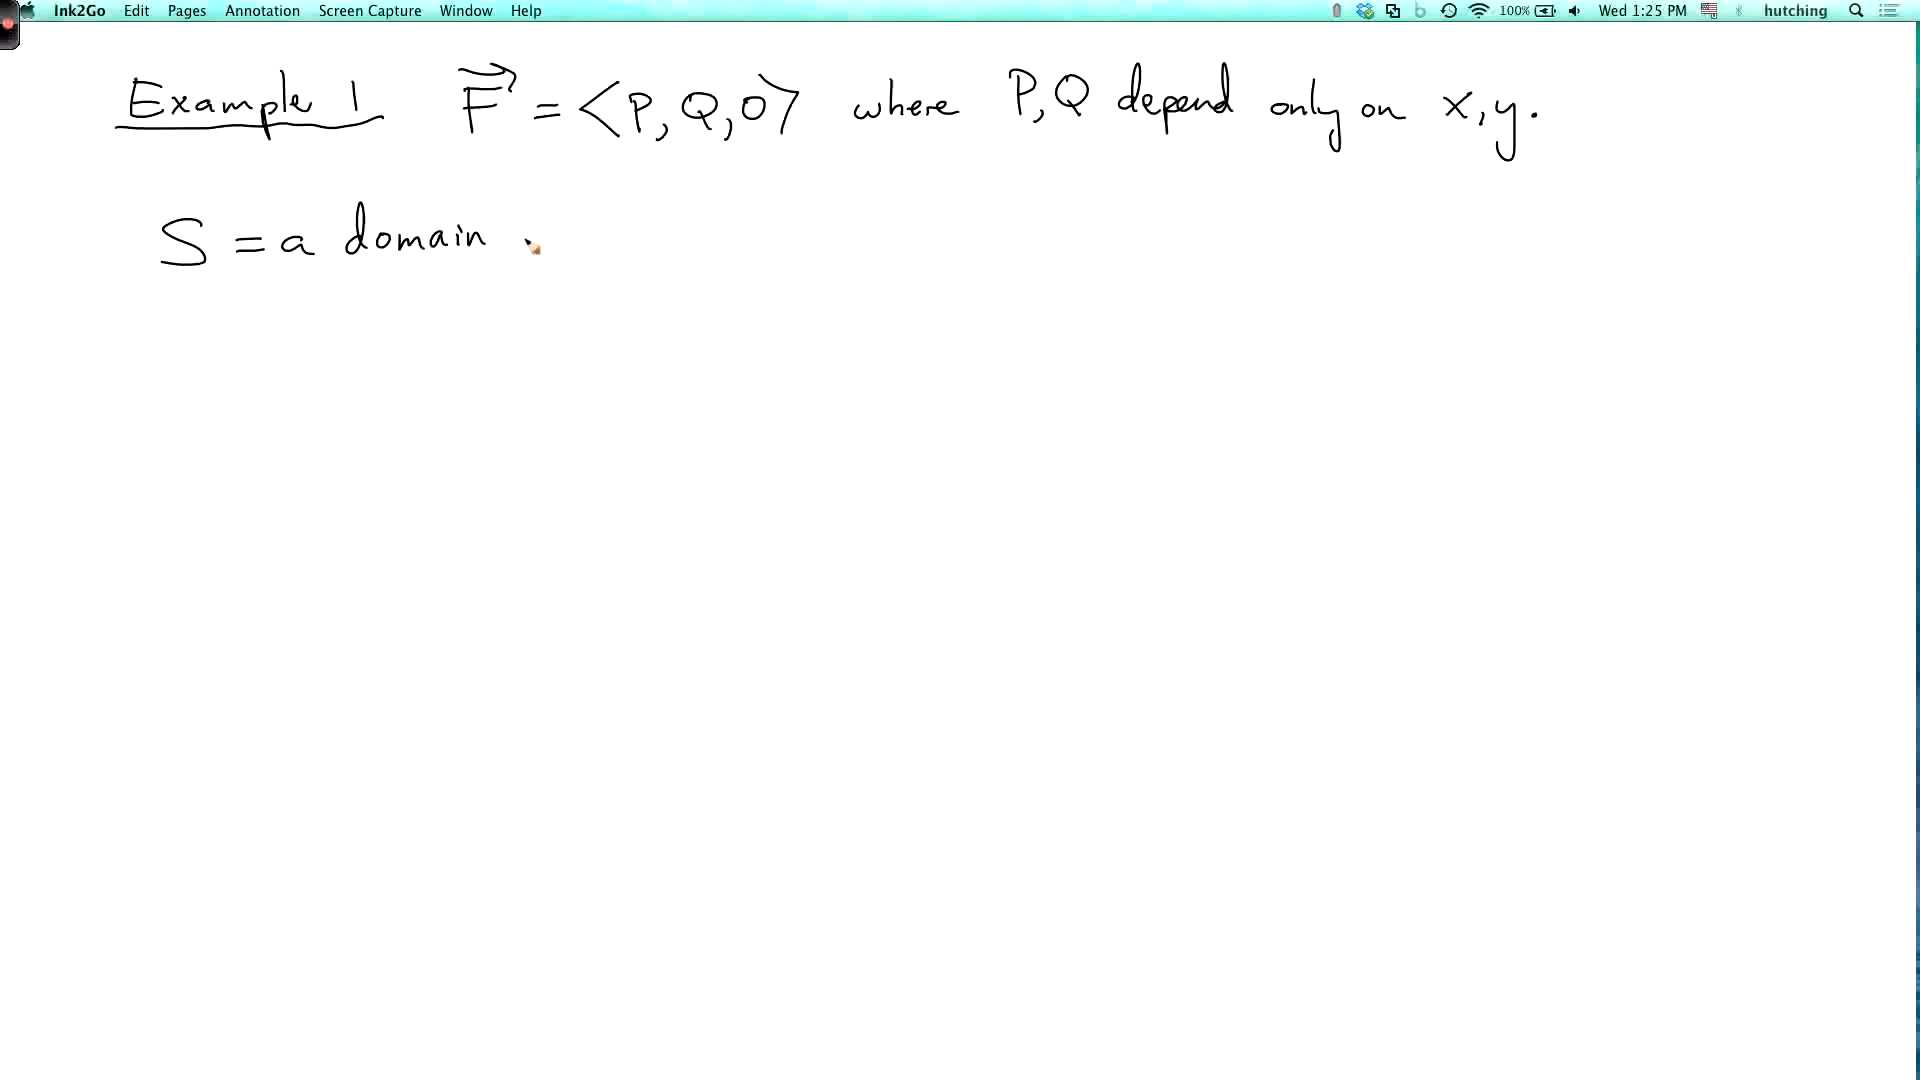 Ink2Go Edit Pages Annotation Screen Capture Window Help 100% Wed 1:25 PM hutching
Example 1 F⃗ = <P, Q, 0> where P, Q depend only on x, y.
S = a domain